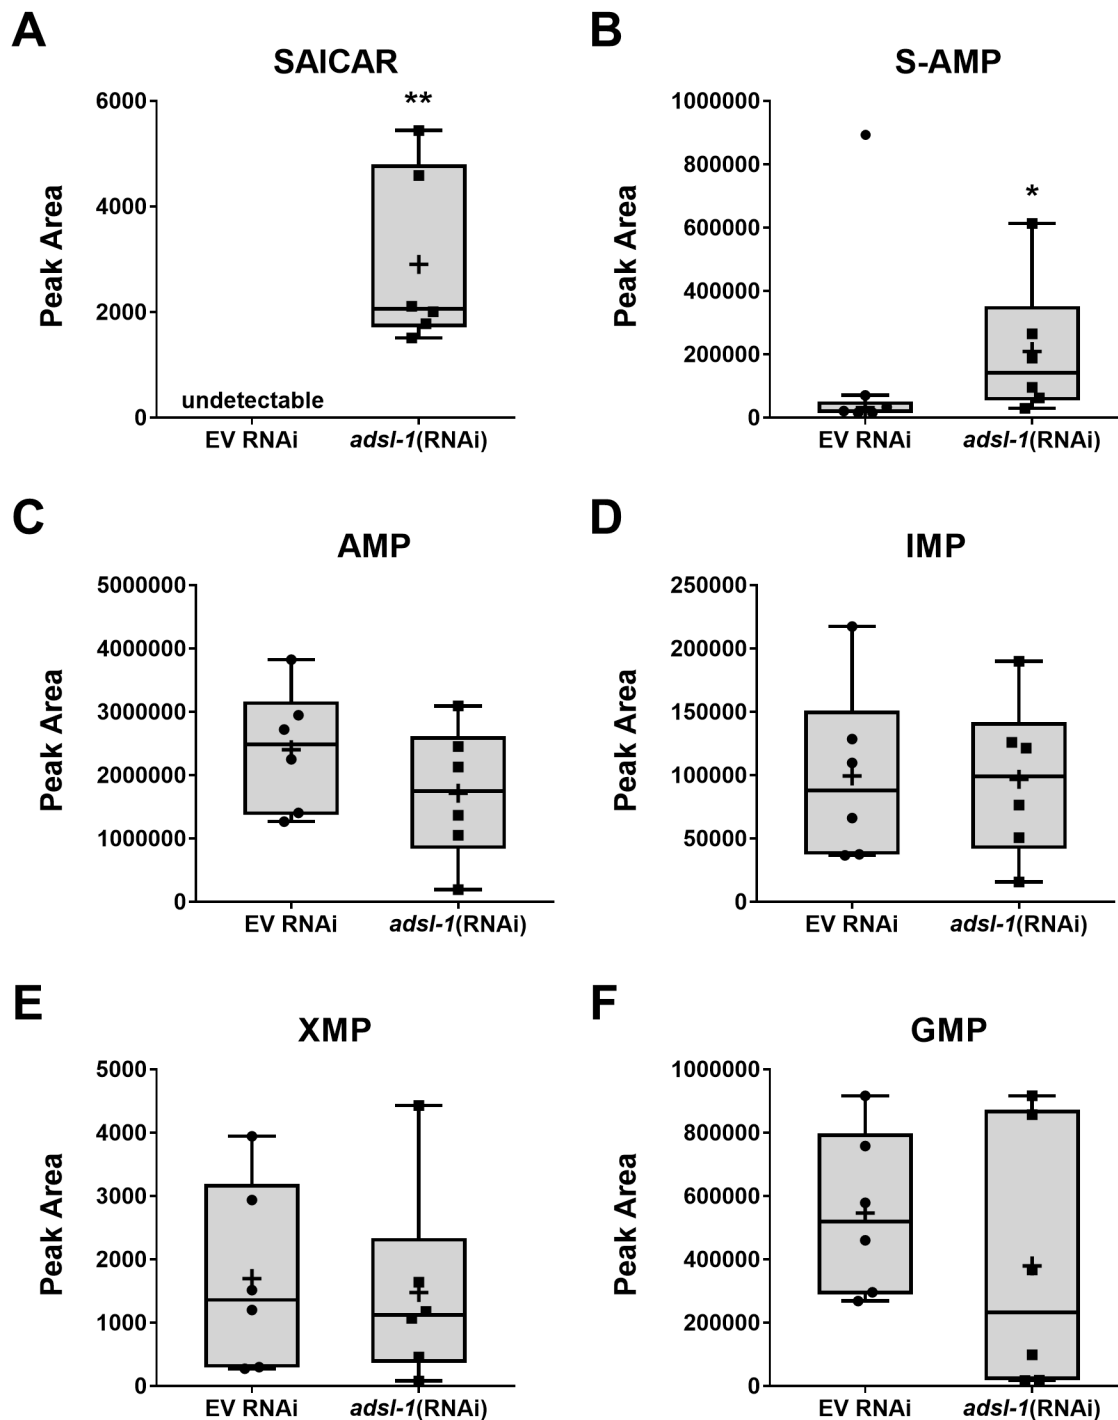 A
SAICAR
**
Peak Area
6000
4000
2000
0
undetectable
EV RNAi
adsl-1(RNAi)
B
S-AMP
*
Peak Area
1000000
800000
600000
400000
200000
0
EV RNAi
adsl-1(RNAi)
C
AMP
Peak Area
5000000
4000000
3000000
2000000
1000000
0
EV RNAi
adsl-1(RNAi)
D
IMP
Peak Area
250000
200000
150000
100000
50000
0
EV RNAi
adsl-1(RNAi)
E
XMP
Peak Area
5000
4000
3000
2000
1000
0
EV RNAi
adsl-1(RNAi)
F
GMP
Peak Area
1000000
800000
600000
400000
200000
0
EV RNAi
adsl-1(RNAi)